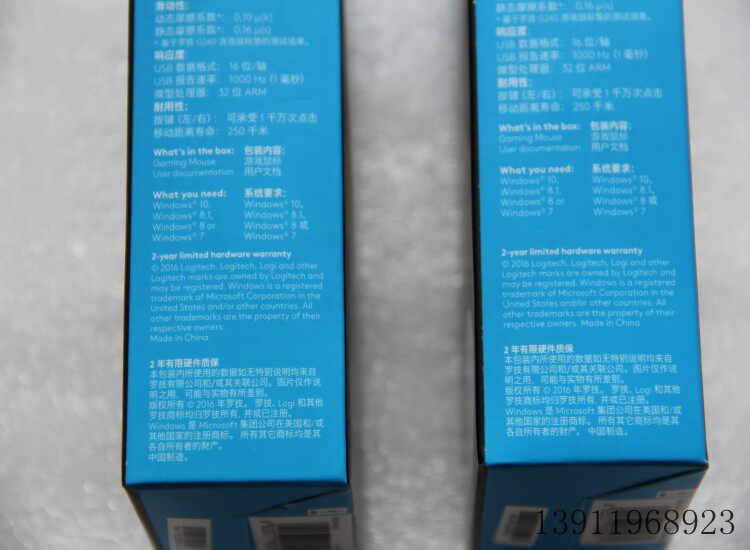 滑动性:
动态摩擦系数*: 0.10 μ(k)
静态摩擦系数*: 0.16 μ(s)
* 基于罗技 G240 游戏鼠标垫的测试结果。
响应度:
USB 数据格式: 16 位/轴
USB 报告速率: 1000 Hz (1 毫秒)
微型处理器: 32 位 ARM
耐用性:
按键 (左/右): 可承受 1 千万次点击
移动距离寿命: 250 千米
What's in the box: 包装内容:
Gaming Mouse 游戏鼠标
User documentation 用户文档
What you need: 系统要求:
Windows® 10, Windows® 10、
Windows® 8.1, Windows® 8.1、
Windows® 8 or Windows® 8 或
Windows® 7 Windows® 7
2-year limited hardware warranty
© 2016 Logitech. Logitech, Logi and other
Logitech marks are owned by Logitech and
may be registered. Windows is a registered
trademark of Microsoft Corporation in the
United States and/or other countries. All
other trademarks are the property of their
respective owners.
Made in China
2 年有限硬件质保
本包装内所使用的数据如无特别说明均来自
罗技有限公司和/或其关联公司。图片仅作说
明之用, 可能与实物有所差别。
版权所有 © 2016 年罗技。 罗技、Logi 和其他
罗技商标均归罗技所有, 并或已注册。
Windows 是 Microsoft 集团公司在美国和/或
其他国家的注册商标。 所有其它商标均是其
各自所有者的财产。
中国制造。
静态摩擦系数*: 0.16 μ(s)
* 基于罗技 G240 游戏鼠标垫的测试结果。
响应度:
USB 数据格式: 16 位/轴
USB 报告速率: 1000 Hz (1 毫秒)
微型处理器: 32 位 ARM
耐用性:
按键 (左/右): 可承受 1 千万次点击
移动距离寿命: 250 千米
What's in the box: 包装内容:
Gaming Mouse 游戏鼠标
User documentation 用户文档
What you need: 系统要求:
Windows® 10, Windows® 10、
Windows® 8.1, Windows® 8.1、
Windows® 8 or Windows® 8 或
Windows® 7 Windows® 7
2-year limited hardware warranty
© 2016 Logitech. Logitech, Logi and other
Logitech marks are owned by Logitech and
may be registered. Windows is a registered
trademark of Microsoft Corporation in the
United States and/or other countries. All
other trademarks are the property of their
respective owners.
Made in China
2 年有限硬件质保
本包装内所使用的数据如无特别说明均来自
罗技有限公司和/或其关联公司。图片仅作说
明之用, 可能与实物有所差别。
版权所有 © 2016 年罗技。 罗技、Logi 和其他
罗技商标均归罗技所有, 并或已注册。
Windows 是 Microsoft 集团公司在美国和/或
其他国家的注册商标。 所有其它商标均是其
各自所有者的财产。 中国制造。
13911968923